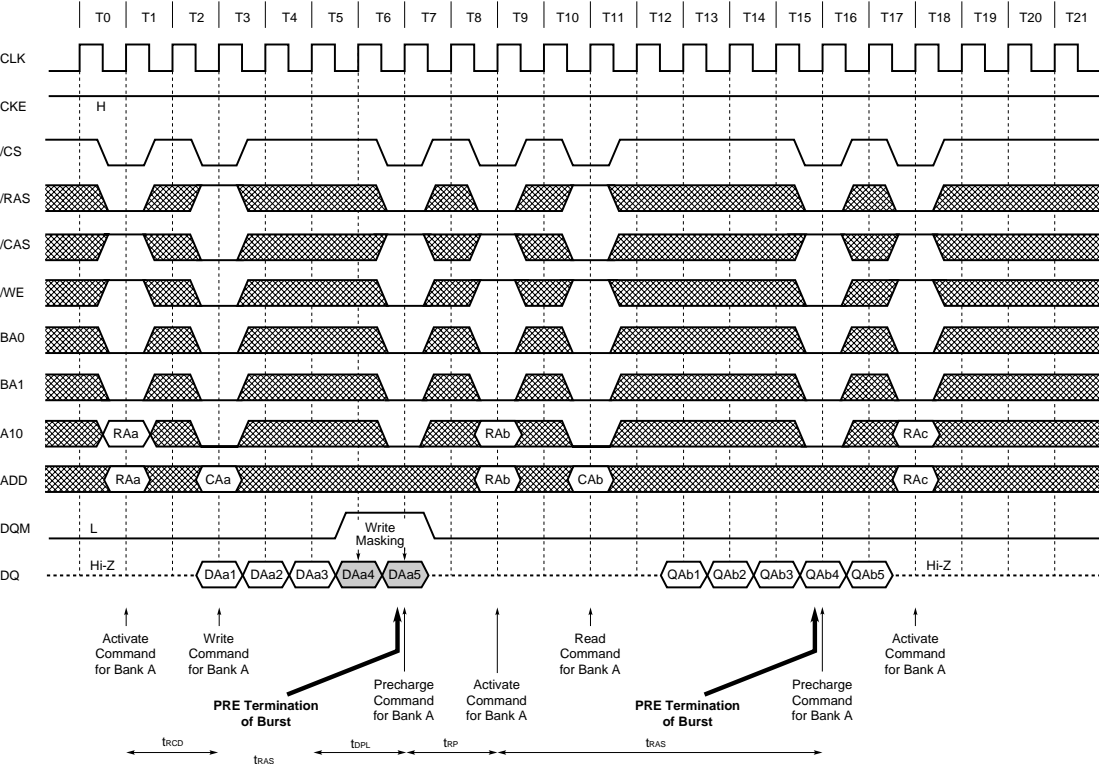 T0 T1 T2 T3 T4 T5 T6 T7 T8 T9 T10 T11 T12 T13 T14 T15 T16 T17 T18 T19 T20 T21
CLK
CKE H
/CS
/RAS
/CAS
/WE
BA0
BA1
A10 RAa RAb RAc
ADD RAa CAa RAb CAb RAc
DQM L Write
Masking
DQ Hi-Z DAa1 DAa2 DAa3 DAa4 DAa5 QAb1 QAb2 QAb3 QAb4 QAb5 Hi-Z
Activate
Command
for Bank A
Write
Command
for Bank A
PRE Termination
of Burst
Precharge
Command
for Bank A
Activate
Command
for Bank A
Read
Command
for Bank A
PRE Termination
of Burst
Precharge
Command
for Bank A
Activate
Command
for Bank A
tRCD tDPL tRP tRAS
tRAS